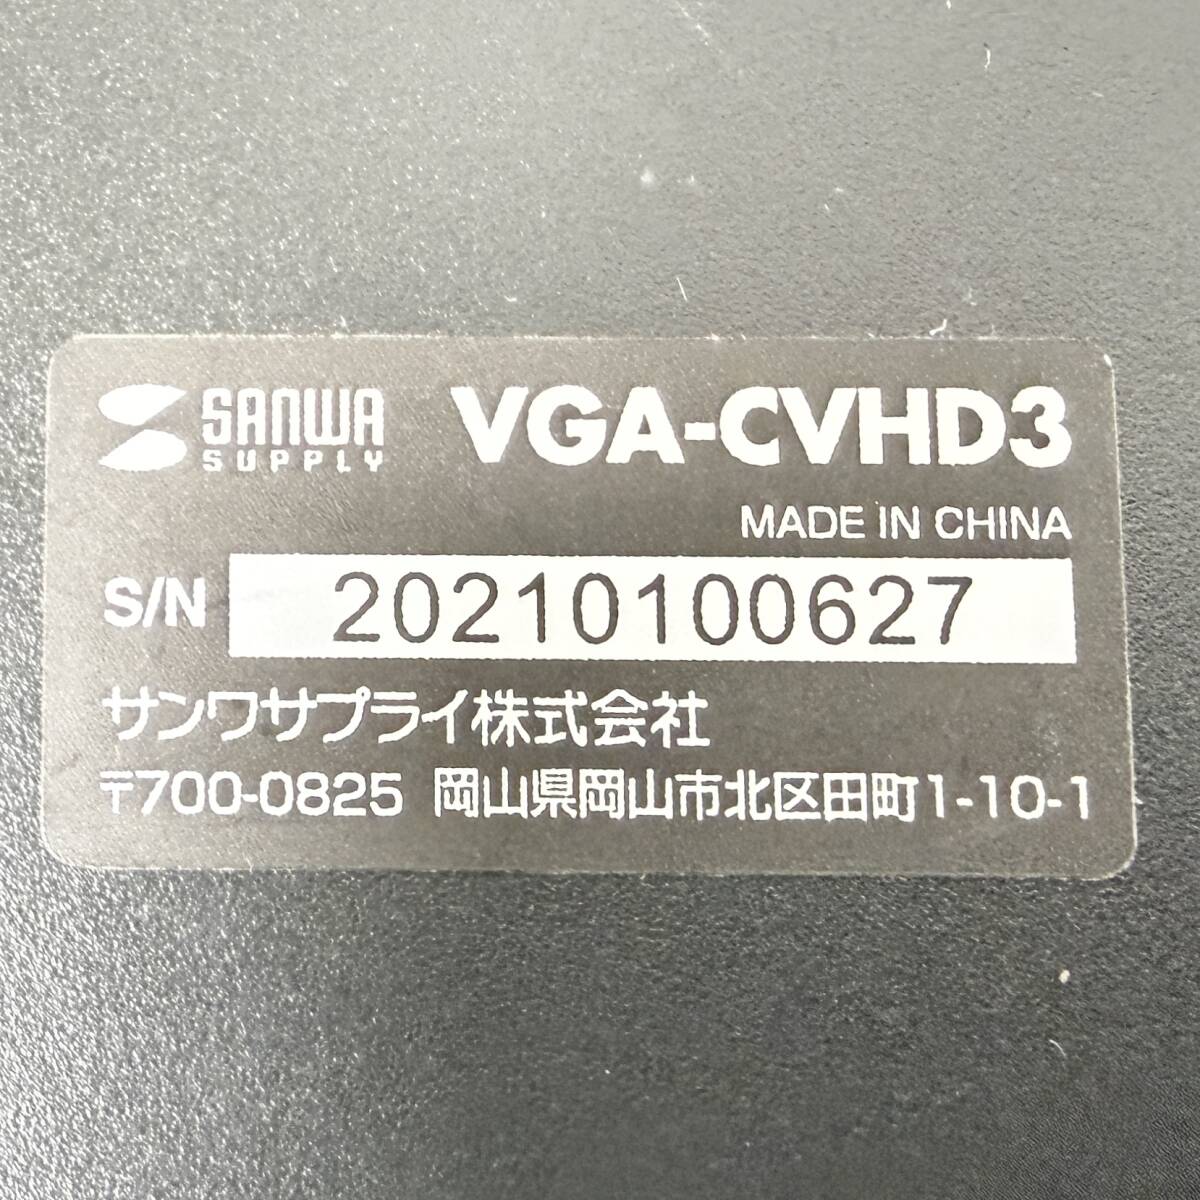 SANWA
SUPPLY
VGA-CVHD3
MADE IN CHINA
S/N 20210100627
サンワサプライ株式会社
〒700-0825 岡山県岡山市北区田町1-10-1